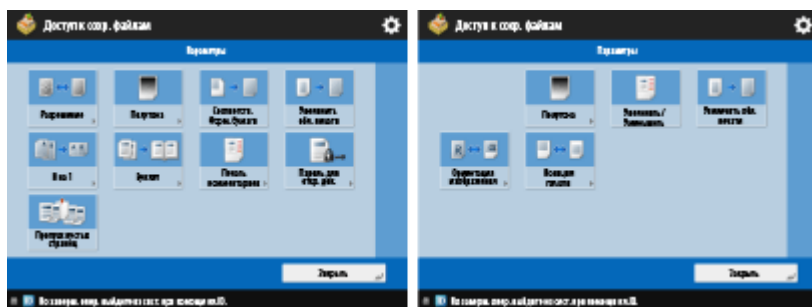 Доступ к сохр. файлам
Параметры
Разрешение
Полутона
Соответств. Форм. бумаги
Увеличить обл. печати
N на 1
Буклет
Печать комментариев
Пароль для откр. док.
Пропуск пустых страниц
Закрыть
Доступ к сохр. файлам
Параметры
Полутона
Увеличить / Уменьшить
Увеличить обл. печати
Ориентация изображения
Позиция печати
Закрыть